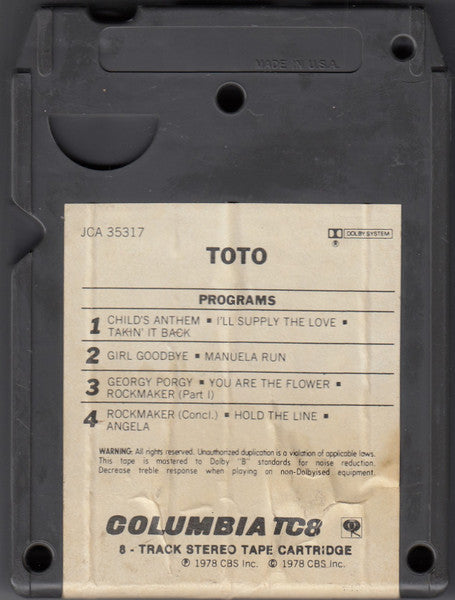 MADE IN U.S.A.
JCA 35317
DOLBY SYSTEM
®
TOTO
PROGRAMS
1 CHILD'S ANTHEM ▪ I'LL SUPPLY THE LOVE ▪
TAKIN' IT BACK
2 GIRL GOODBYE ▪ MANUELA RUN
3 GEORGY PORGY ▪ YOU ARE THE FLOWER ▪
ROCKMAKER (Part I)
4 ROCKMAKER (Concl.) ▪ HOLD THE LINE ▪
ANGELA
WARNING: All rights reserved. Unauthorized duplication is a violation of applicable laws.
This tape is mastered to Dolby "B" standards for noise reduction.
Decrease treble response when playing on non-Dolbyised equipment.
COLUMBIA TC8
8 - TRACK STEREO TAPE CARTRIDGE
℗ 1978 CBS Inc. © 1978 CBS Inc.